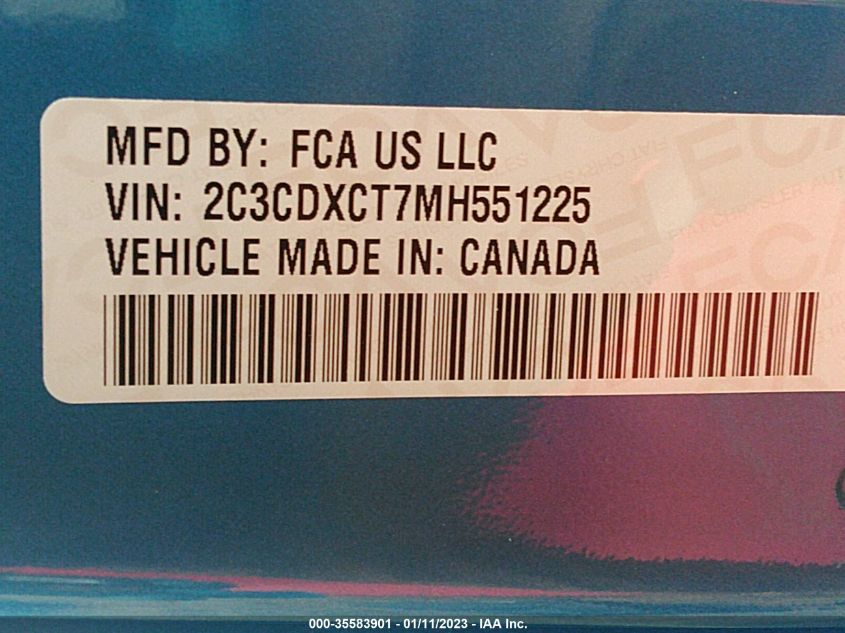 MFD BY: FCA US LLC
VIN: 2C3CDXCT7MH551225
VEHICLE MADE IN: CANADA
000-35583901 - 01/11/2023 - IAA Inc.